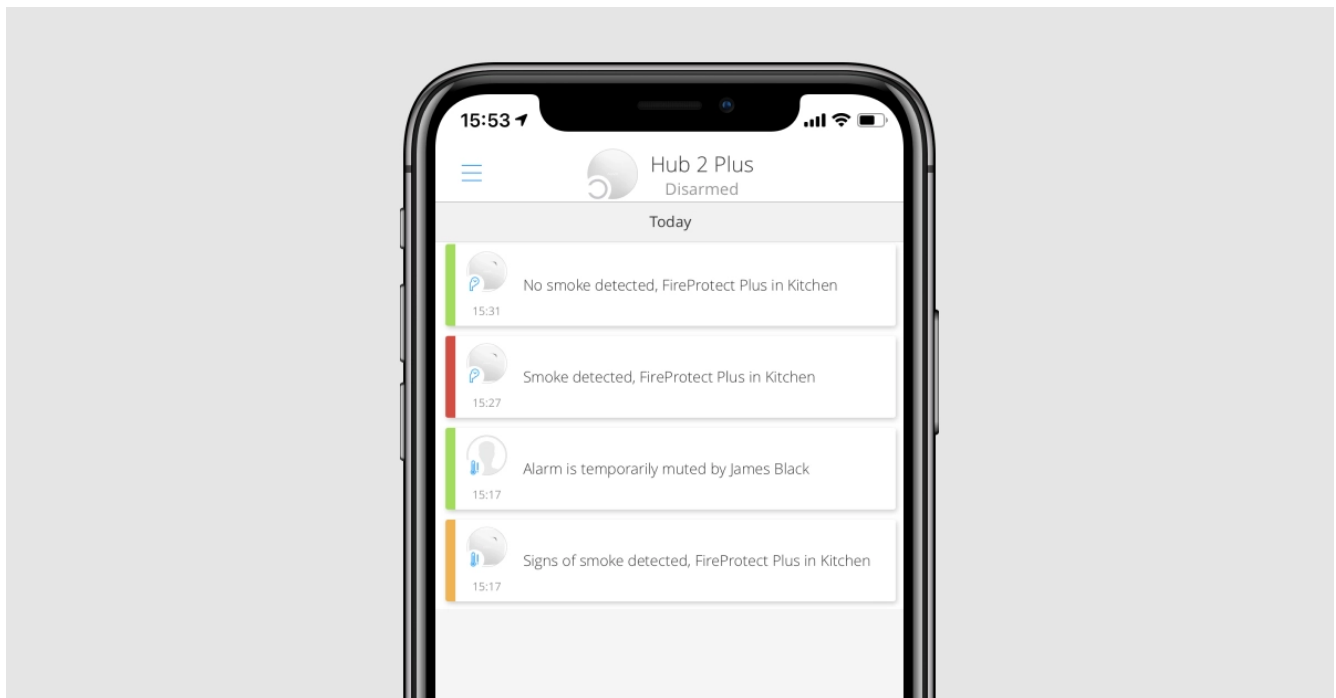 15:53
Hub 2 Plus
Disarmed
Today
No smoke detected, FireProtect Plus in Kitchen
15:31
Smoke detected, FireProtect Plus in Kitchen
15:27
Alarm is temporarily muted by James Black
15:17
Signs of smoke detected, FireProtect Plus in Kitchen
15:17